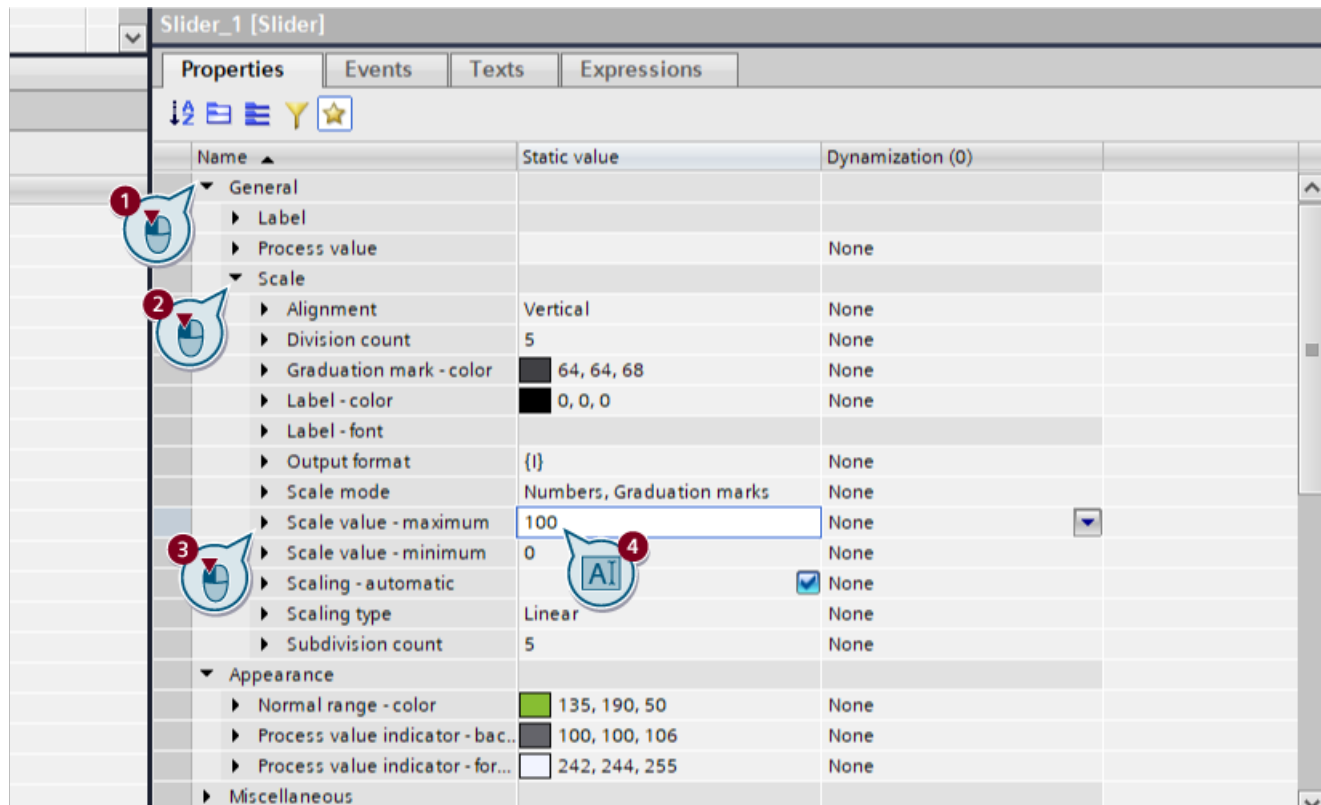 Slider_1 [Slider]
Properties Events Texts Expressions
Name Static value Dynamization (0)
General
1
Label
Process value None
Scale
2
Alignment Vertical None
Division count 5 None
Graduation mark - color 64, 64, 68 None
Label - color 0, 0, 0 None
Label - font
Output format {I} None
Scale mode Numbers, Graduation marks None
Scale value - maximum 100 None
3 Scale value - minimum 0 4 None
AI
Scaling - automatic None
Scaling type Linear None
Subdivision count 5 None
Appearance
Normal range - color 135, 190, 50 None
Process value indicator - bac.. 100, 100, 106 None
Process value indicator - for... 242, 244, 255 None
Miscellaneous